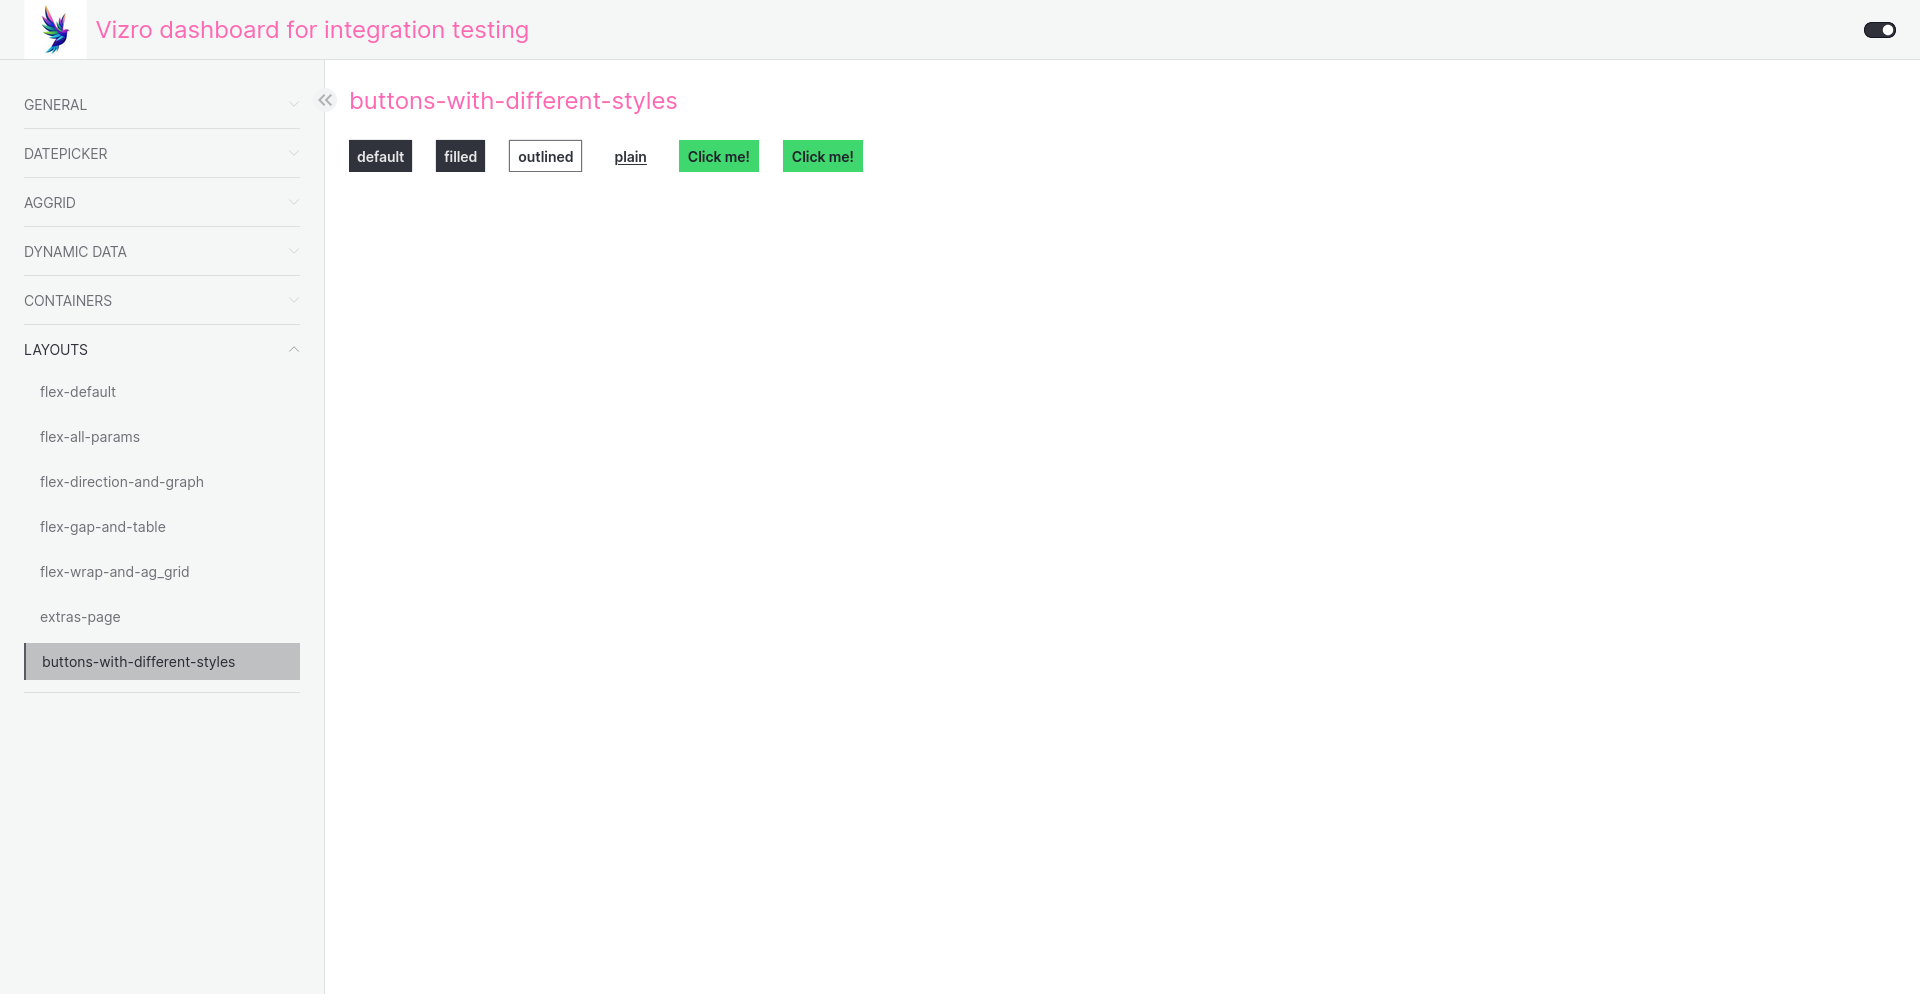 Vizro dashboard for integration testing
GENERAL
DATEPICKER
AGGRID
DYNAMIC DATA
CONTAINERS
LAYOUTS
flex-default
flex-all-params
flex-direction-and-graph
flex-gap-and-table
flex-wrap-and-ag_grid
extras-page
buttons-with-different-styles
buttons-with-different-styles
default filled outlined plain Click me! Click me!